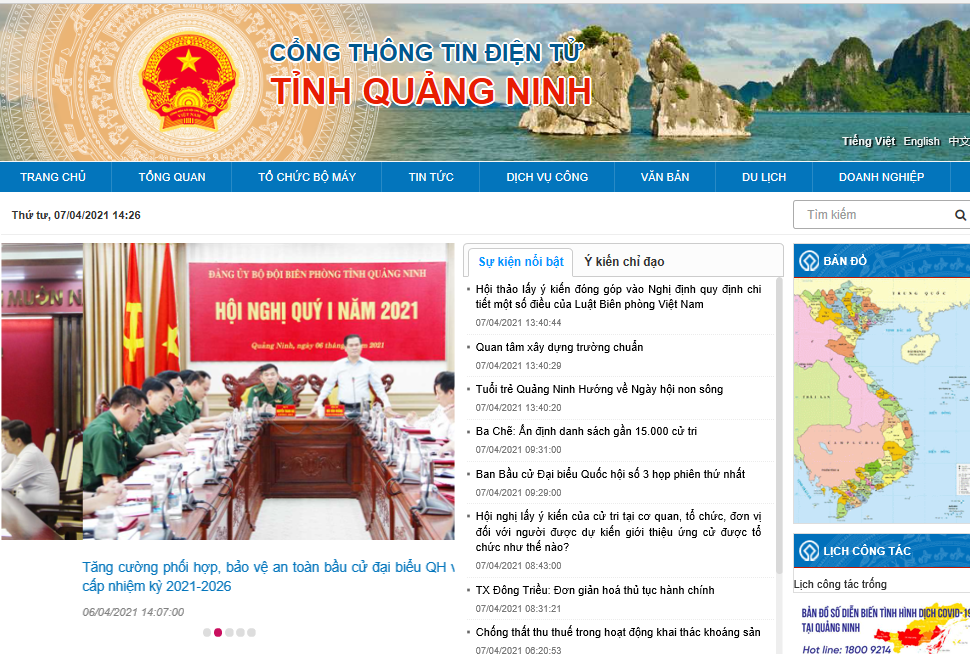 CỔNG THÔNG TIN ĐIỆN TỬ
TỈNH QUẢNG NINH
Tiếng Việt English 中文
TRANG CHỦ TỔNG QUAN TỔ CHỨC BỘ MÁY TIN TỨC DỊCH VỤ CÔNG VĂN BẢN DU LỊCH DOANH NGHIỆP
Thứ tư, 07/04/2021 14:26
Tìm kiếm
ĐẢNG ỦY BỘ ĐỘI BIÊN PHÒNG TỈNH QUẢNG NINH
HỘI NGHỊ QUÝ I NĂM 2021
Quảng Ninh, ngày 06 2021
Tăng cường phối hợp, bảo vệ an toàn bầu cử đại biểu QH
cấp nhiệm kỳ 2021-2026
06/04/2021 14:07:00
Sự kiện nổi bật Ý kiến chỉ đạo
Hội thảo lấy ý kiến đóng góp vào Nghị định quy định chi
tiết một số điều của Luật Biên phòng Việt Nam
07/04/2021 13:40:44
Quan tâm xây dựng trường chuẩn
07/04/2021 13:40:29
Tuổi trẻ Quảng Ninh Hướng về Ngày hội non sông
07/04/2021 13:40:20
Ba Chẽ: Ấn định danh sách gần 15.000 cử tri
07/04/2021 09:31:00
Ban Bầu cử Đại biểu Quốc hội số 3 họp phiên thứ nhất
07/04/2021 09:29:00
Hội nghị lấy ý kiến của cử tri tại cơ quan, tổ chức, đơn vị
đối với người được dự kiến giới thiệu ứng cử được tổ
chức như thế nào?
07/04/2021 08:43:00
TX Đông Triều: Đơn giản hoá thủ tục hành chính
07/04/2021 08:31:21
Chống thất thu thuế trong hoạt động khai thác khoáng sản
07/04/2021 06:20:53
BẢN ĐỒ
TRUNG QUỐC
LỊCH CÔNG TÁC
Lịch công tác trống
BẢN ĐỒ SỐ DIỄN BIẾN TÌNH HÌNH DỊCH COVID-19
TẠI QUẢNG NINH
Hot line: 1800 9214